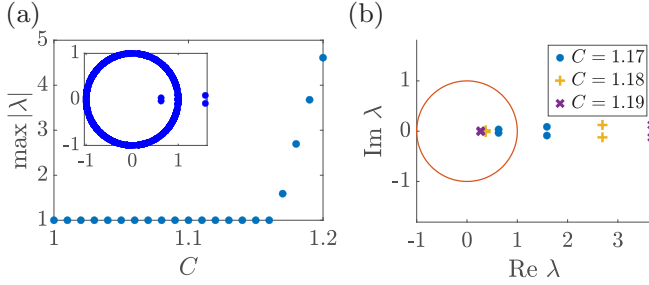 (a)
5
4
3
2
1
max |λ|
1
0
-1
-1 0 1
1 1.1 1.2
C
(b)
1
0
-1
Im λ
C = 1.17
C = 1.18
C = 1.19
-1 0 1 2 3
Re λ